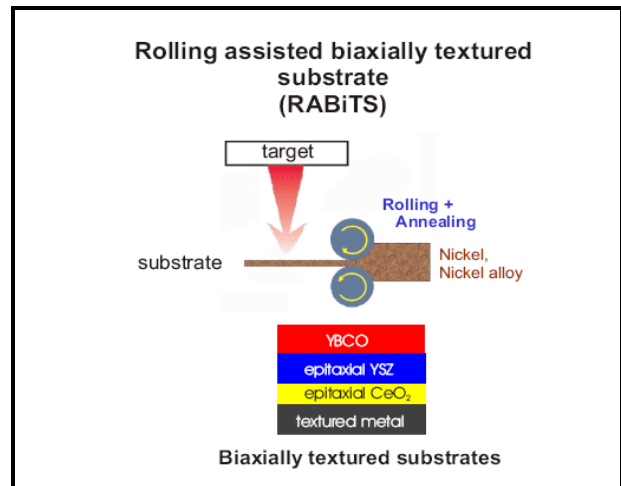 Rolling assisted biaxially textured
substrate
(RABiTS)
target
Rolling +
Annealing
substrate
Nickel,
Nickel alloy
YBCO
epitaxial YSZ
epitaxial CeO₂
textured metal
Biaxially textured substrates